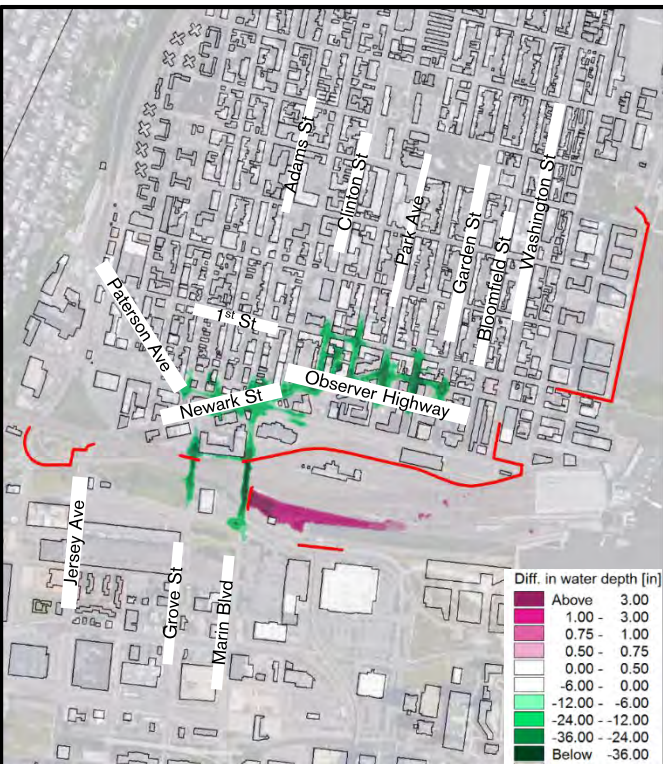 Adams St
Clinton St
Park Ave
Garden St
Bloomfield St
Washington St
Paterson Ave
1st St
Newark St
Observer Highway
Jersey Ave
Grove St
Marin Blvd
Diff. in water depth [in]
Above 3.00
1.00 - 3.00
0.75 - 1.00
0.50 - 0.75
0.00 - 0.50
-6.00 - 0.00
-12.00 - -6.00
-24.00 - -12.00
-36.00 - -24.00
Below -36.00